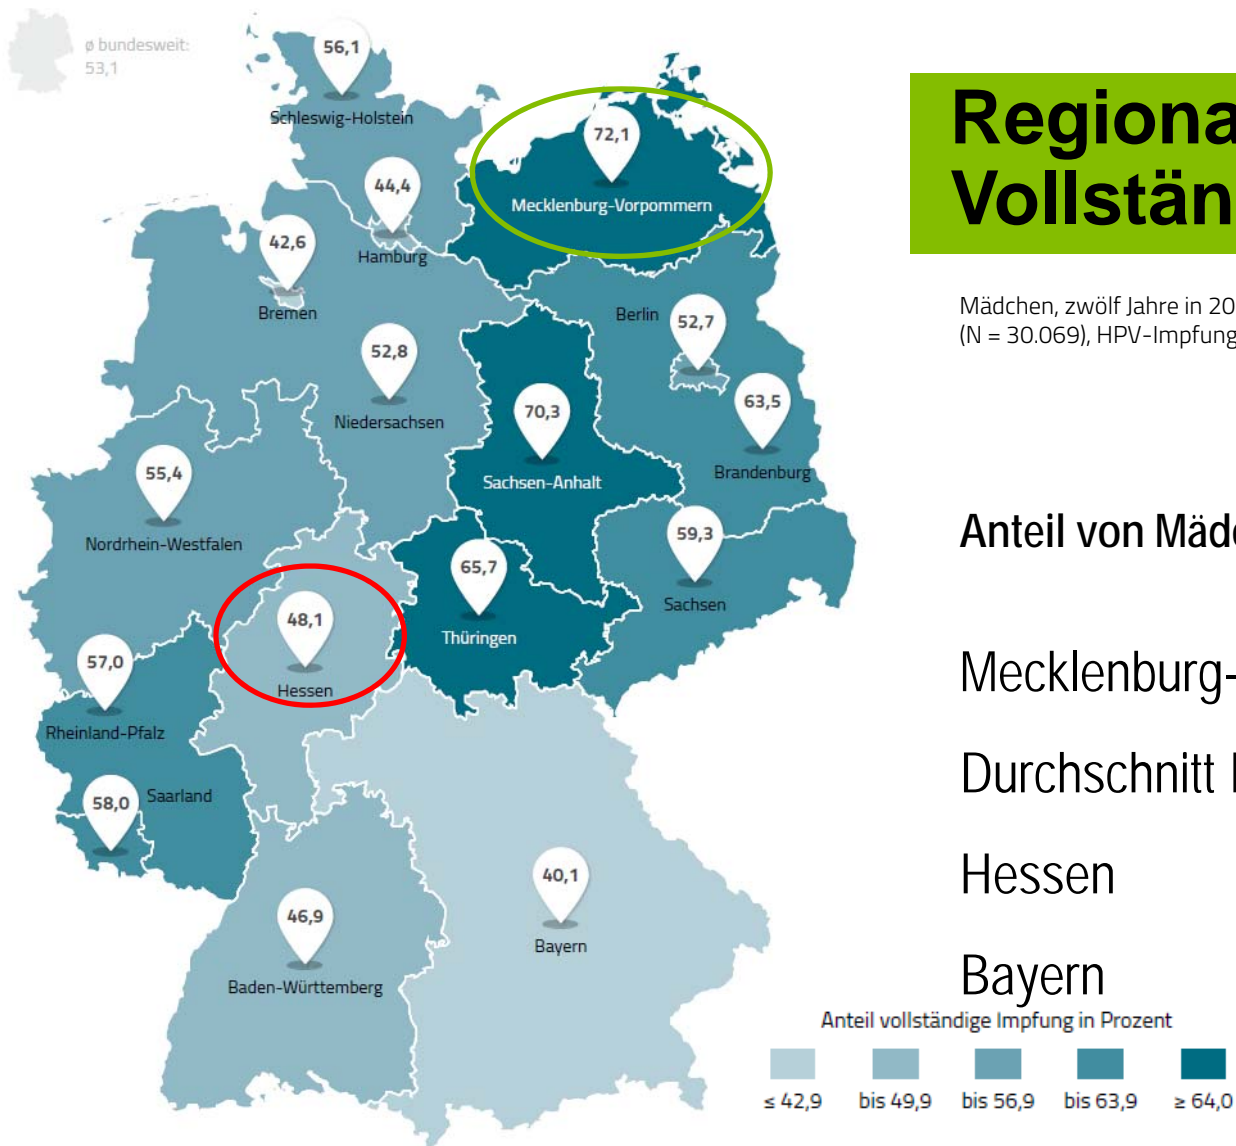 ø bundesweit:
53,1
56,1
Schleswig-Holstein
72,1
Mecklenburg-Vorpommern
44,4
Hamburg
42,6
Bremen
Berlin
52,7
52,8
Niedersachsen
70,3
Sachsen-Anhalt
63,5
Brandenburg
55,4
Nordrhein-Westfalen
59,3
Sachsen
65,7
Thüringen
48,1
Hessen
57,0
Rheinland-Pfalz
58,0
Saarland
40,1
Bayern
46,9
Baden-Württemberg
Regiona
Vollstän
Mädchen, zwölf Jahre in 20
(N = 30.069), HPV-Impfung
Anteil von Mäd
Mecklenburg-
Durchschnitt
Hessen
Bayern
Anteil vollständige Impfung in Prozent
≤ 42,9
bis 49,9
bis 56,9
bis 63,9
≥ 64,0